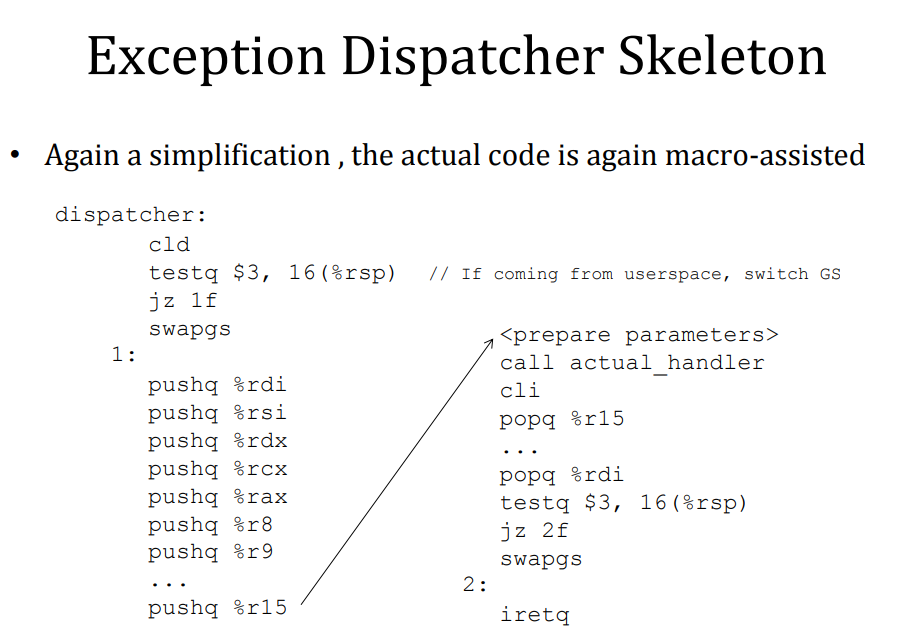 Exception Dispatcher Skeleton
• Again a simplification , the actual code is again macro-assisted
dispatcher:
cld
testq $3, 16(%rsp) // If coming from userspace, switch GS
jz 1f
swapgs
1:
pushq %rdi
pushq %rsi
pushq %rdx
pushq %rcx
pushq %rax
pushq %r8
pushq %r9
...
pushq %r15
<prepare parameters>
call actual_handler
cli
popq %r15
...
popq %rdi
testq $3, 16(%rsp)
jz 2f
swapgs
2:
iretq